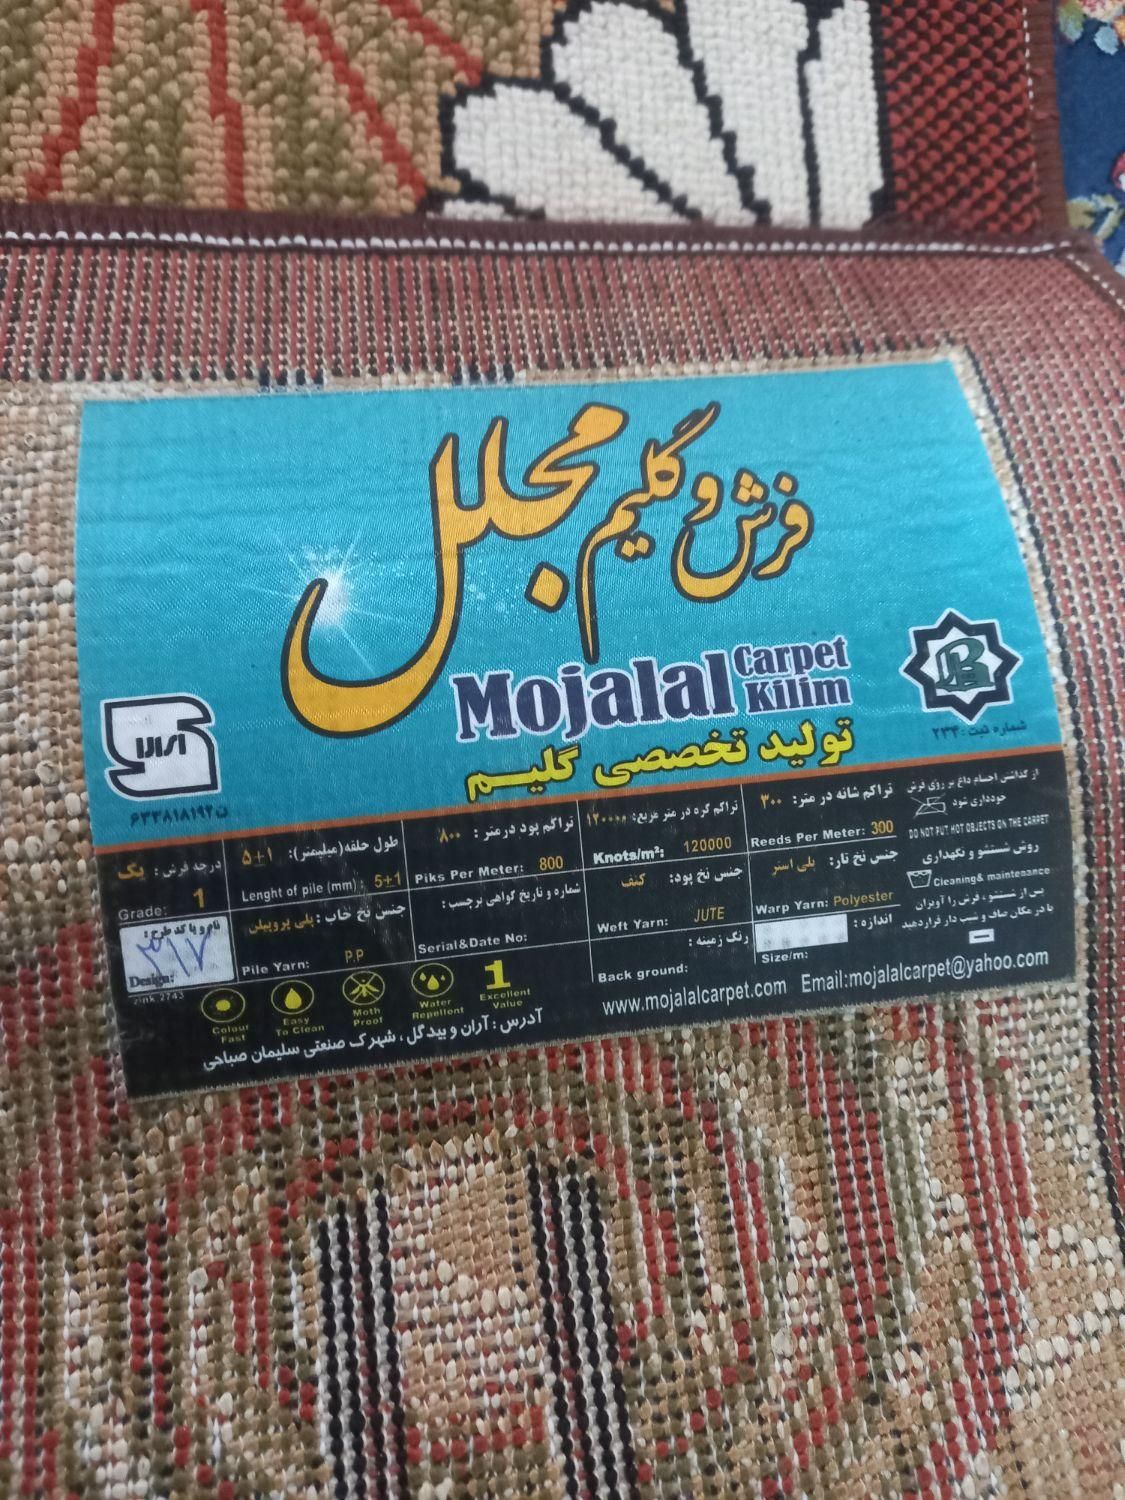 فرش و گلیم مجلل
Mojalal Carpet Kilim
تولید تخصصی گلیم
شماره ثبت : ۲۳۴
ن۶۳۳۸۱۸۱۹۲
از گذاشتن اجسام داغ بر روی فرش
خودداری شود
DO NOT PUT HOT OBJECTS ON THE CARPET
روش شستشو و نگهداری
Cleaning& maintenance
پس از شستشو ، فرش را آویزان
یا در مکان صاف و شیب دار قراردهید
تراکم شانه در متر: ۳۰۰
Reeds Per Meter: 300
جنس نخ تار: پلی استر
Warp Yarn: Polyester
اندازه :
Size/m:
تراکم گره در متر مربع: ۱۲۰۰۰۰
Knots/m²: 120000
جنس نخ پود: کنف
Weft Yarn: JUTE
رنگ زمینه :
Back ground:
تراکم پود درمتر : ۸۰۰
Piks Per Meter: 800
شماره و تاریخ گواهی برچسب :
Serial&Date No:
طول حلقه(میلیمتر): ۵+۱
Lenght of pile (mm) : 5+1
جنس نخ خاب : پلی پروپیلن
Pile Yarn: P.P
درجه فرش : یک
Grade: 1
نام و یا کد طرح :
۳۱۷
Design:
Zink 2743
Colour Fast
Easy To Clean
Moth Proof
Water Repellent
1 Excellent Value
www.mojalalcarpet.com Email:mojalalcarpet@yahoo.com
آدرس : آران و بیدگل ، شهرک صنعتی سلیمان صباحی